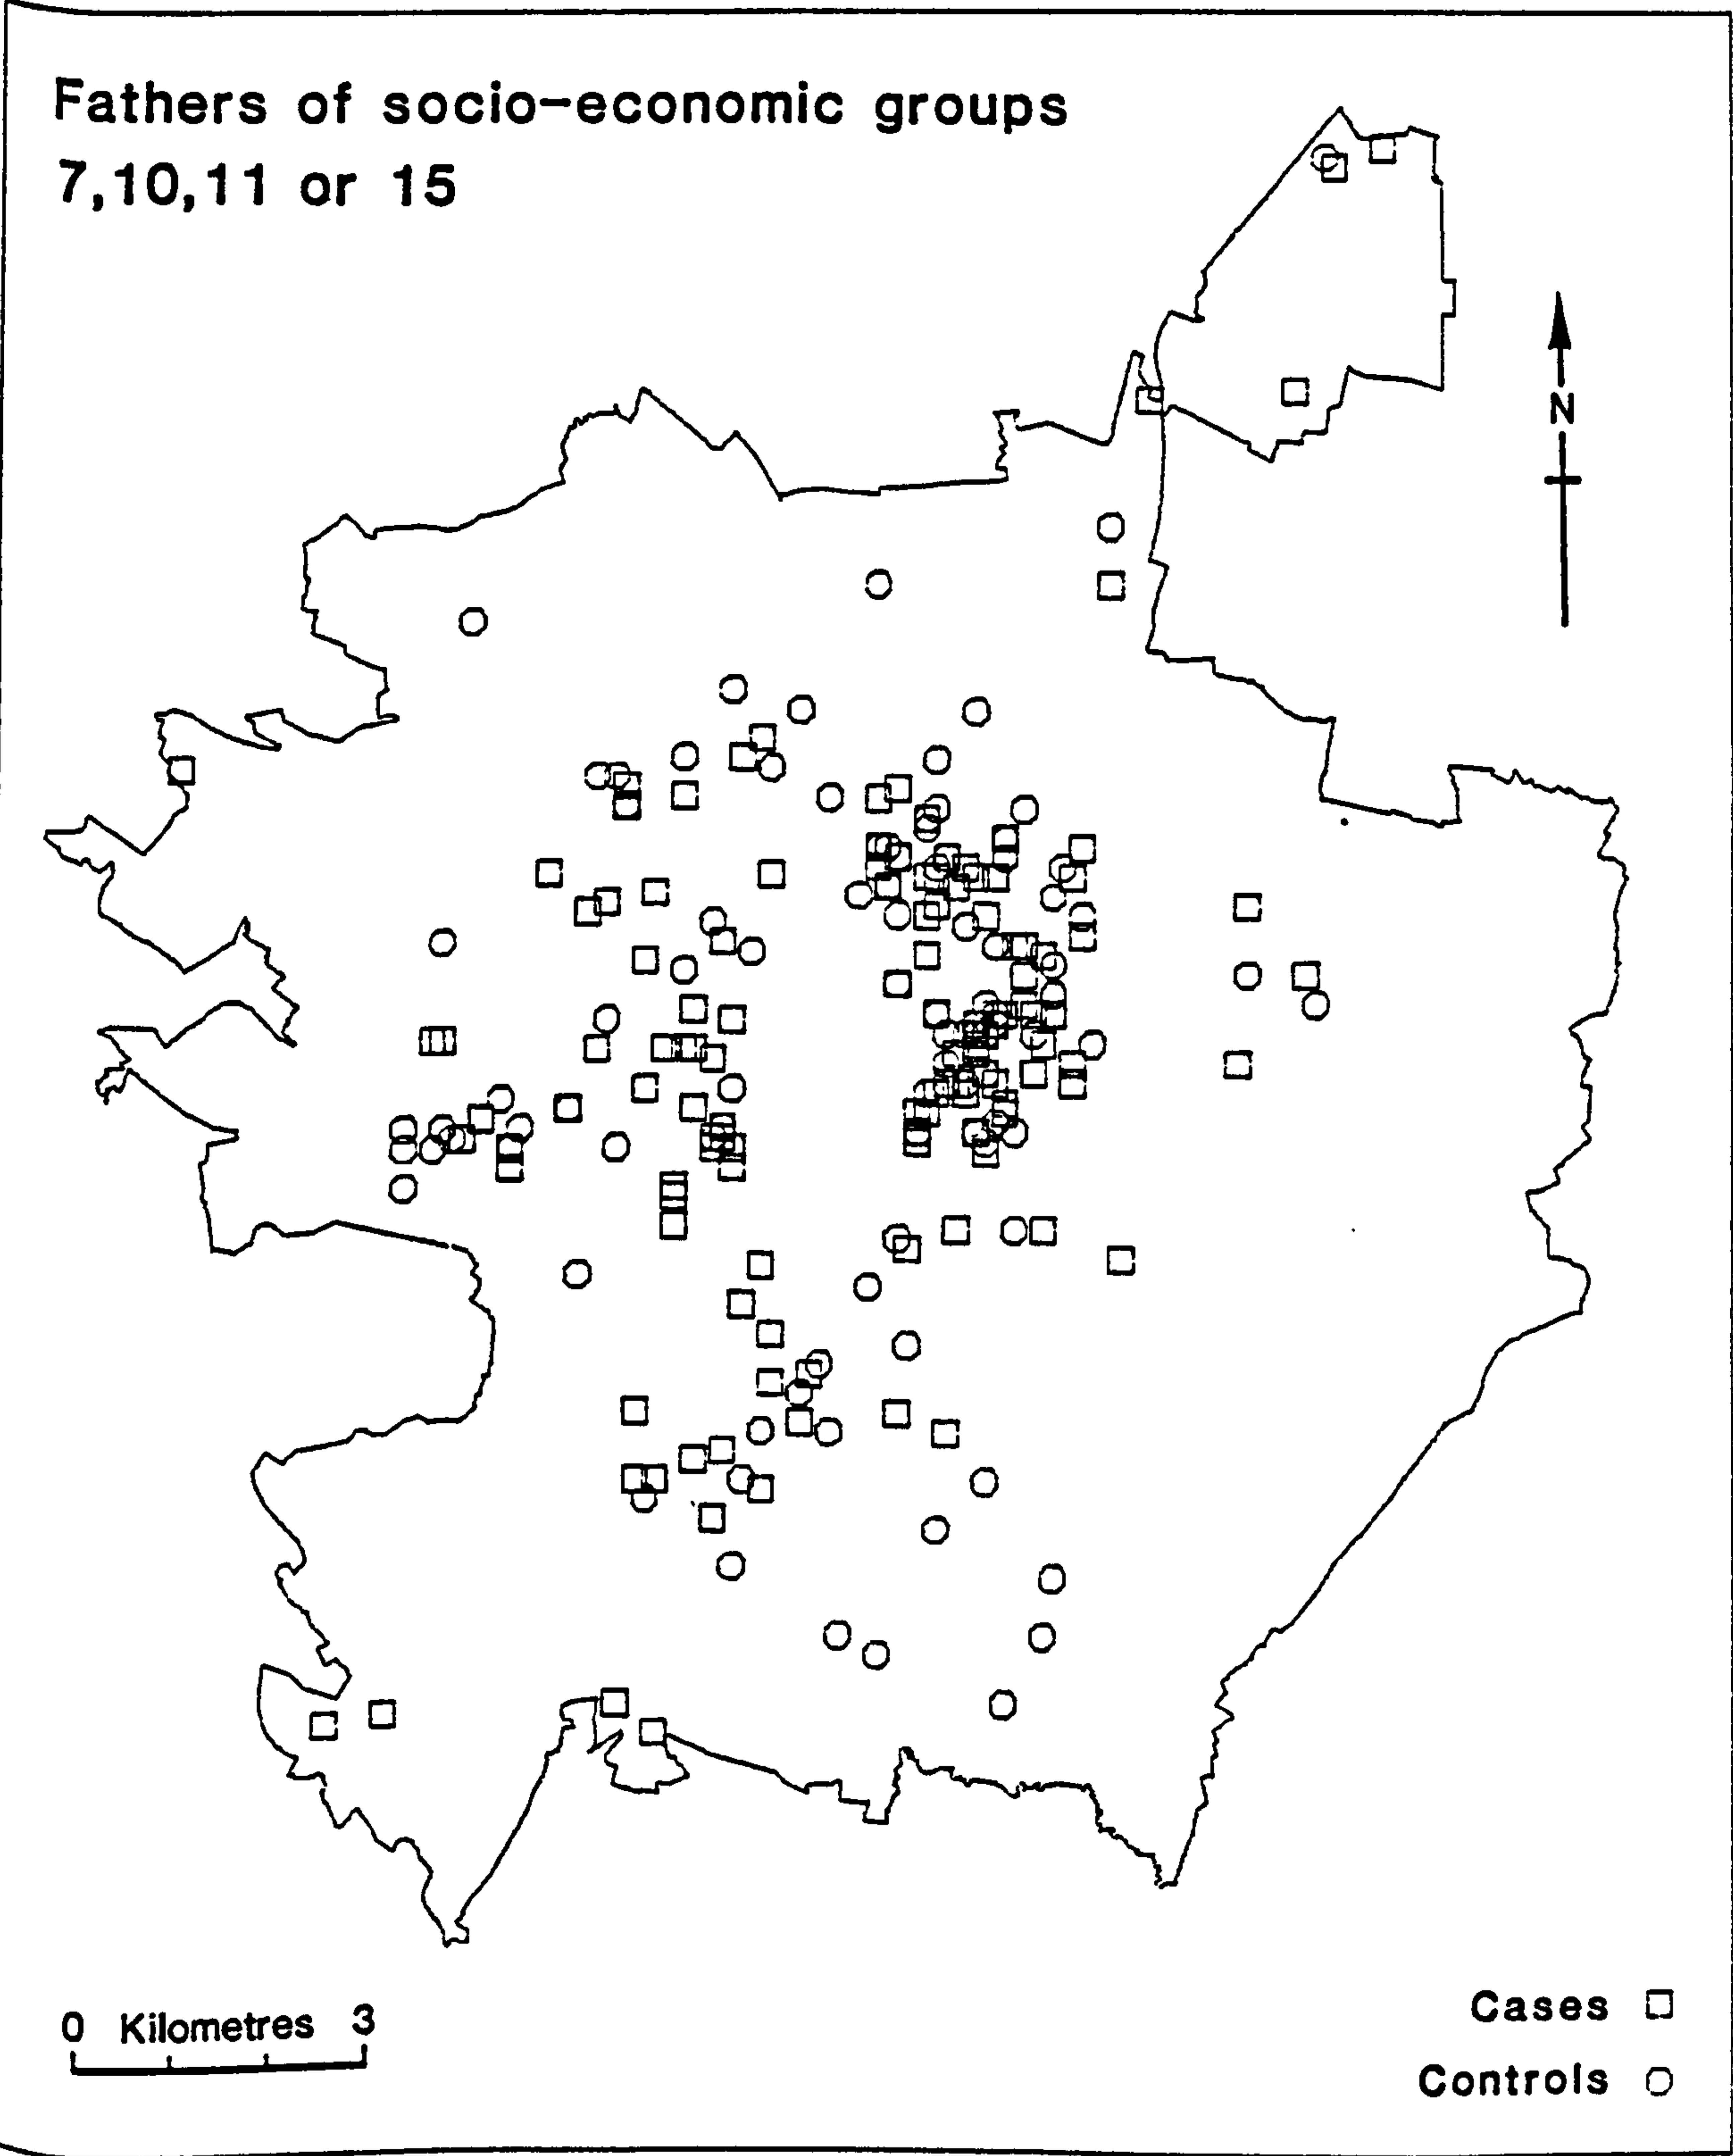 Fathers of socio-economic groups
7,10,11 or 15
N
0 Kilometres 3
Cases
Controls